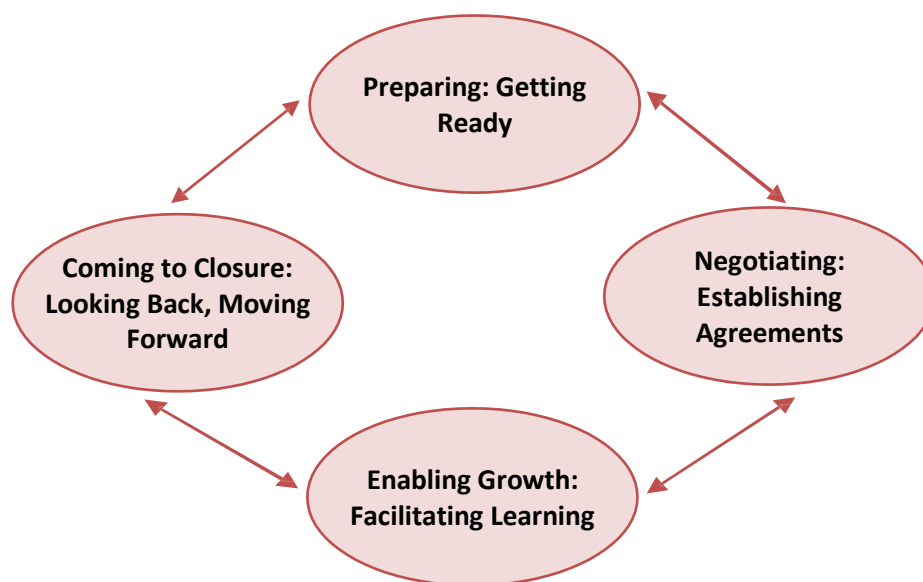 Preparing: Getting
Ready
Negotiating:
Establishing
Agreements
Enabling Growth:
Facilitating Learning
Coming to Closure:
Looking Back, Moving
Forward